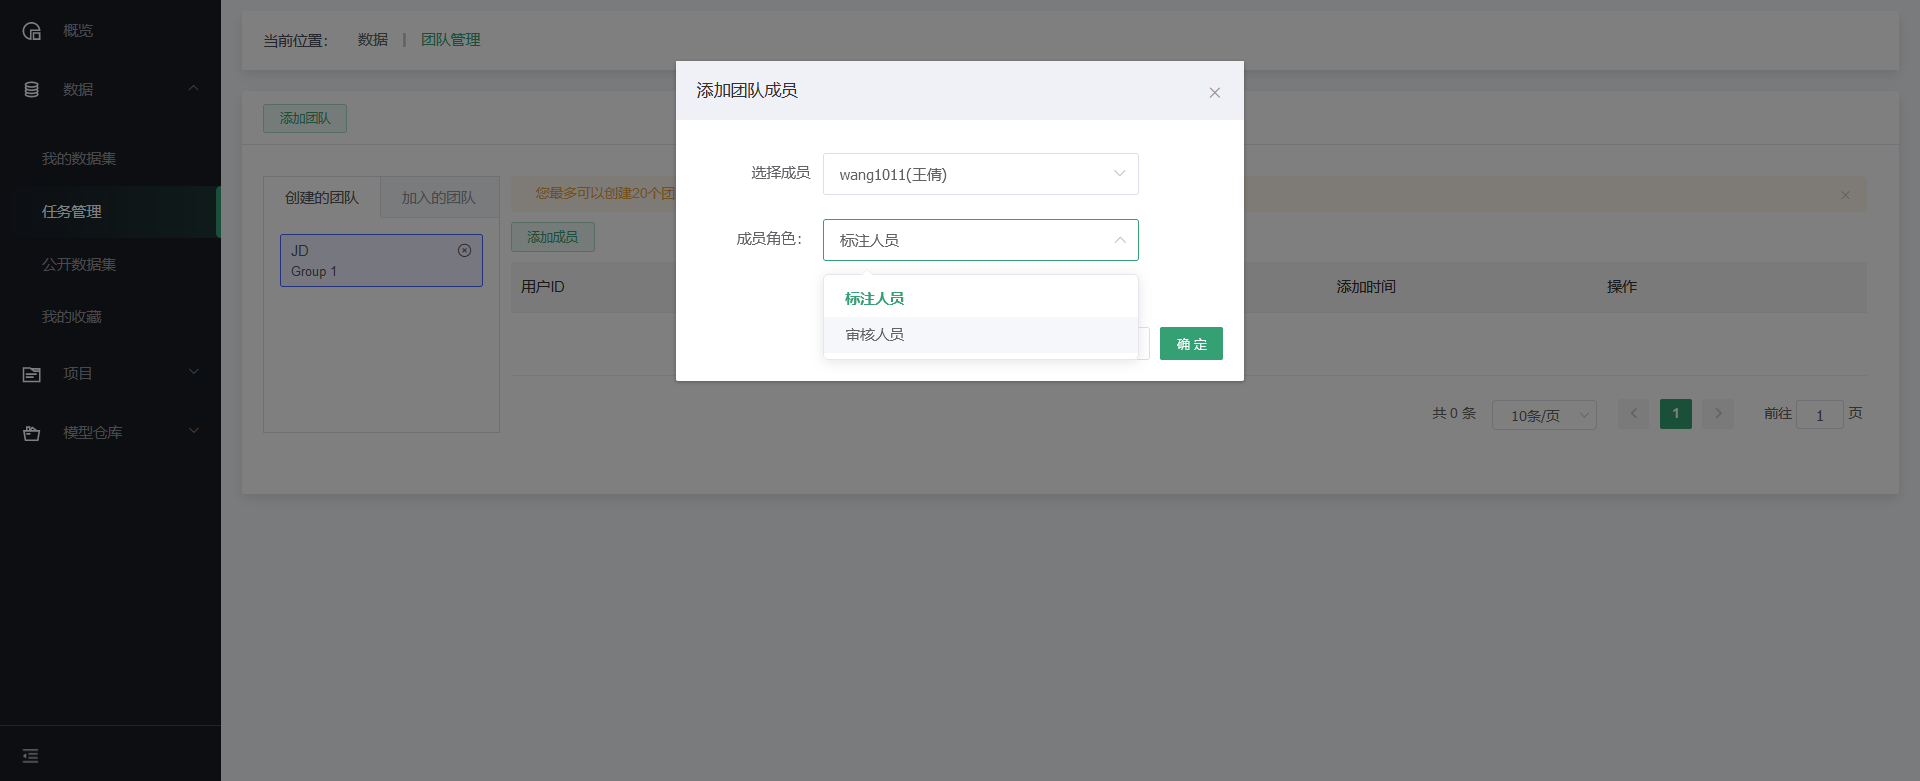 概览
数据
我的数据集
任务管理
公开数据集
我的收藏
项目
模型仓库
当前位置： 数据 | 团队管理
添加团队
创建的团队 加入的团队
JD
Group 1
您最多可以创建20个团
添加成员
用户ID 添加时间 操作
添加团队成员
选择成员 wang1011(王倩)
成员角色： 标注人员
标注人员
审核人员
确 定
共 0 条 10条/页 1 前往 1 页